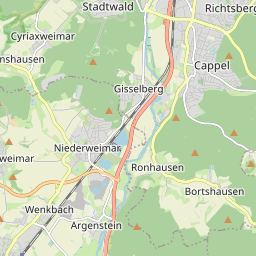 Stadtwald
Richtsberg
Cyriaxweimar
nshausen
Cappel
Gisselberg
Niederweimar
weimar
Ronhausen
Bortshausen
Wenkbach
Argenstein